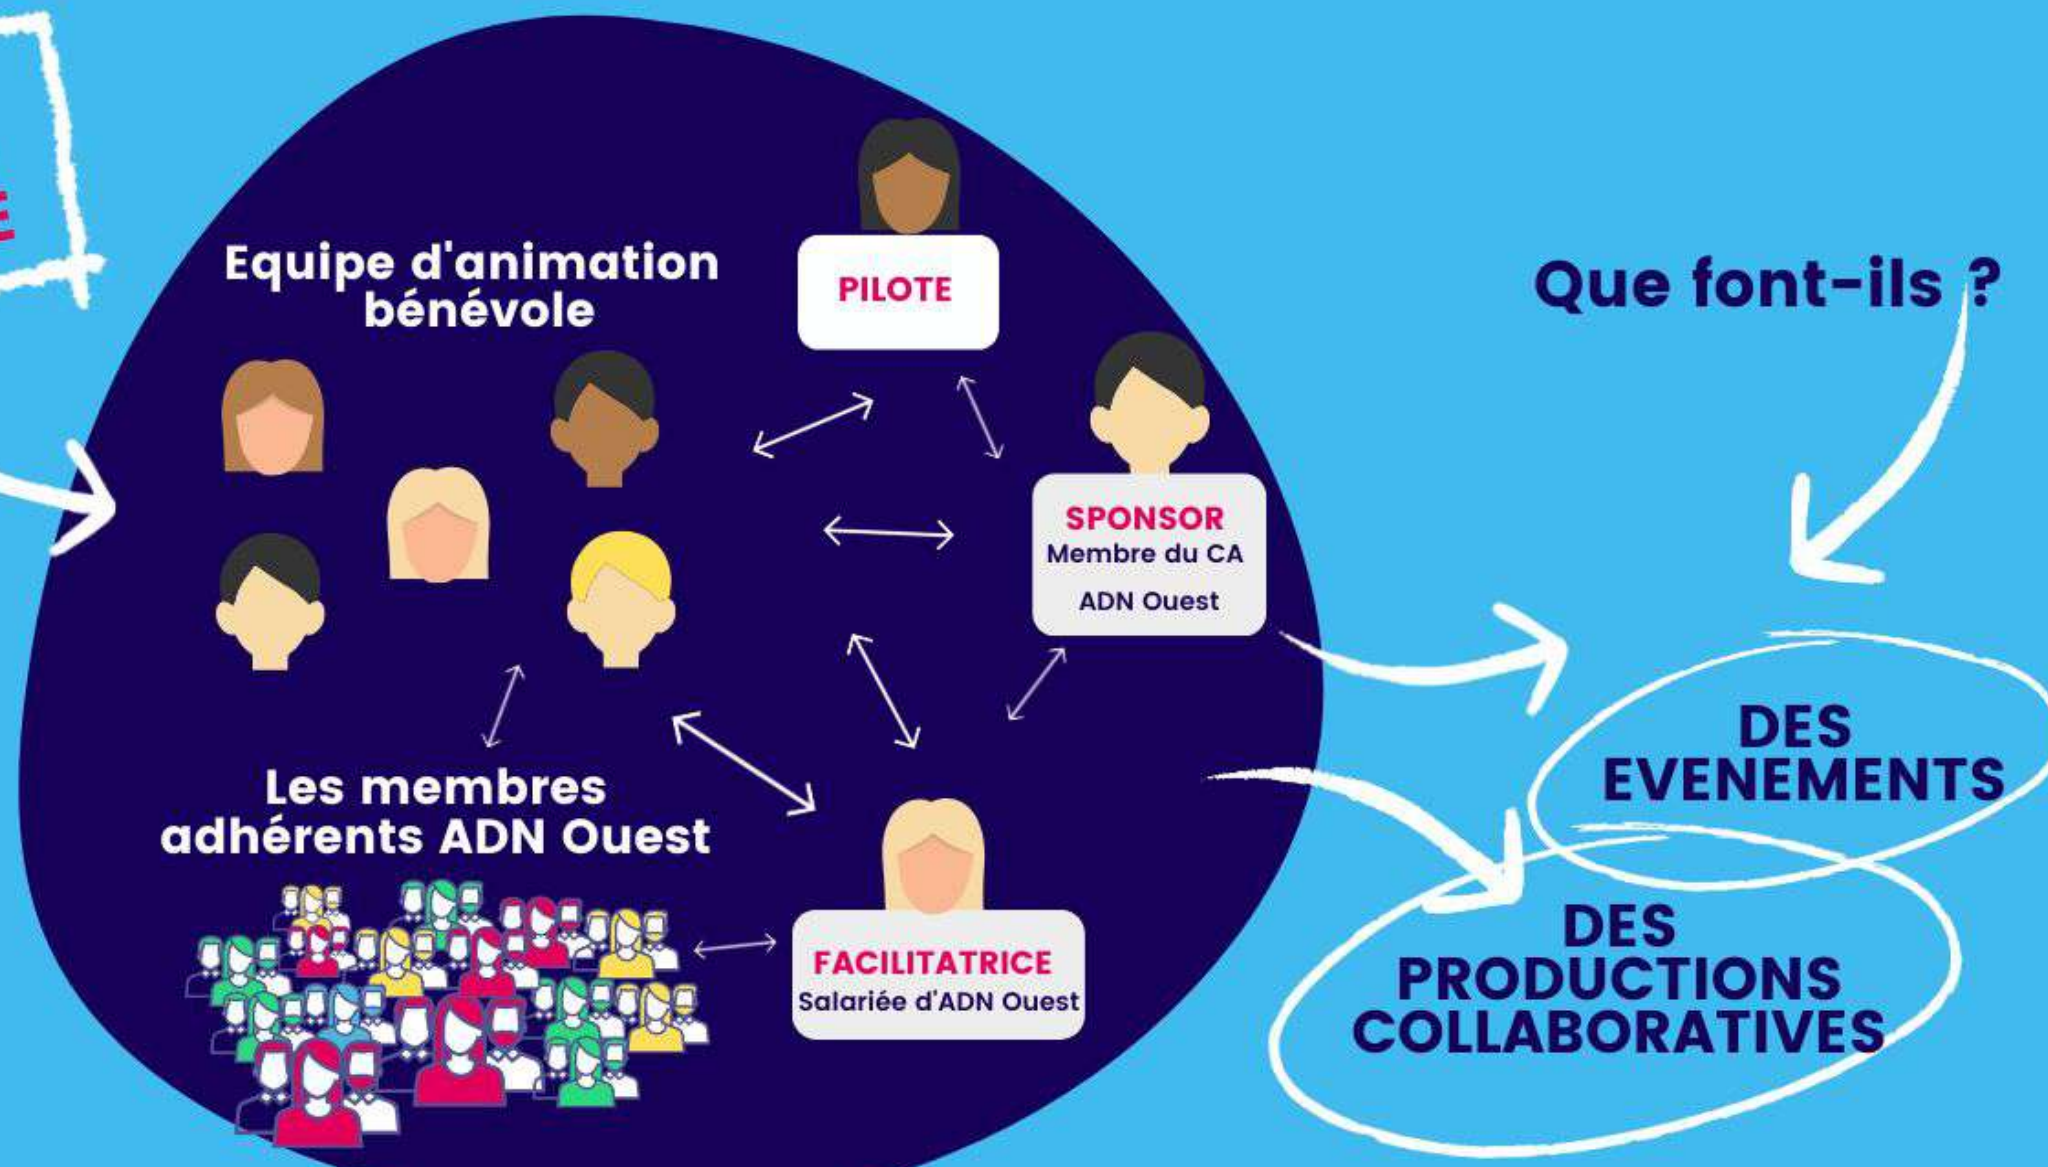 E
Equipe d'animation
bénévole
PILOTE
Que font-ils ?
SPONSOR
Membre du CA
ADN Ouest
DES
EVENEMENTS
Les membres
adhérents ADN Ouest
FACILITATRICE
Salariée d'ADN Ouest
DES
PRODUCTIONS
COLLABORATIVES